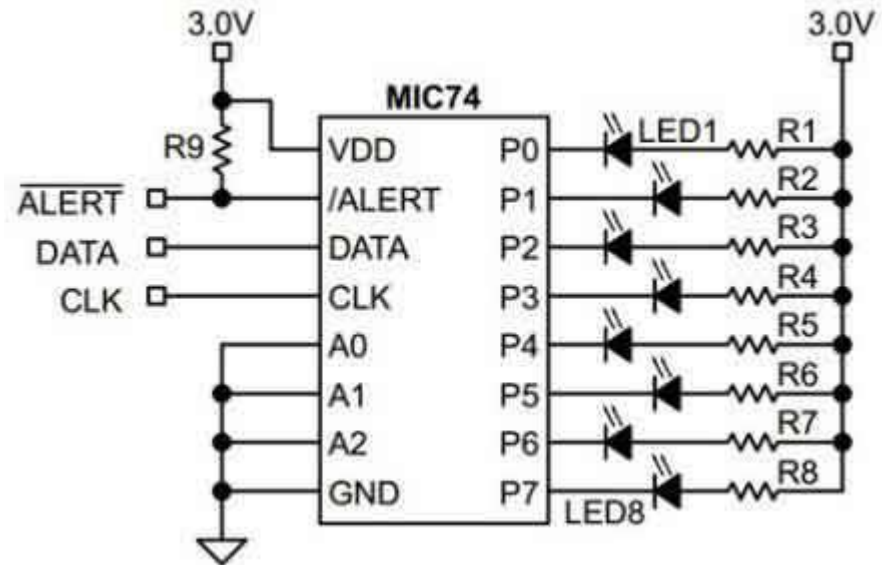 3.0V
3.0V
MIC74
LED1
R1
R9
VDD
P0
R2
ALERT
/ALERT
P1
R3
DATA
DATA
P2
R4
CLK
CLK
P3
R5
A0
P4
R6
A1
P5
R7
A2
P6
R8
GND
P7
LED8